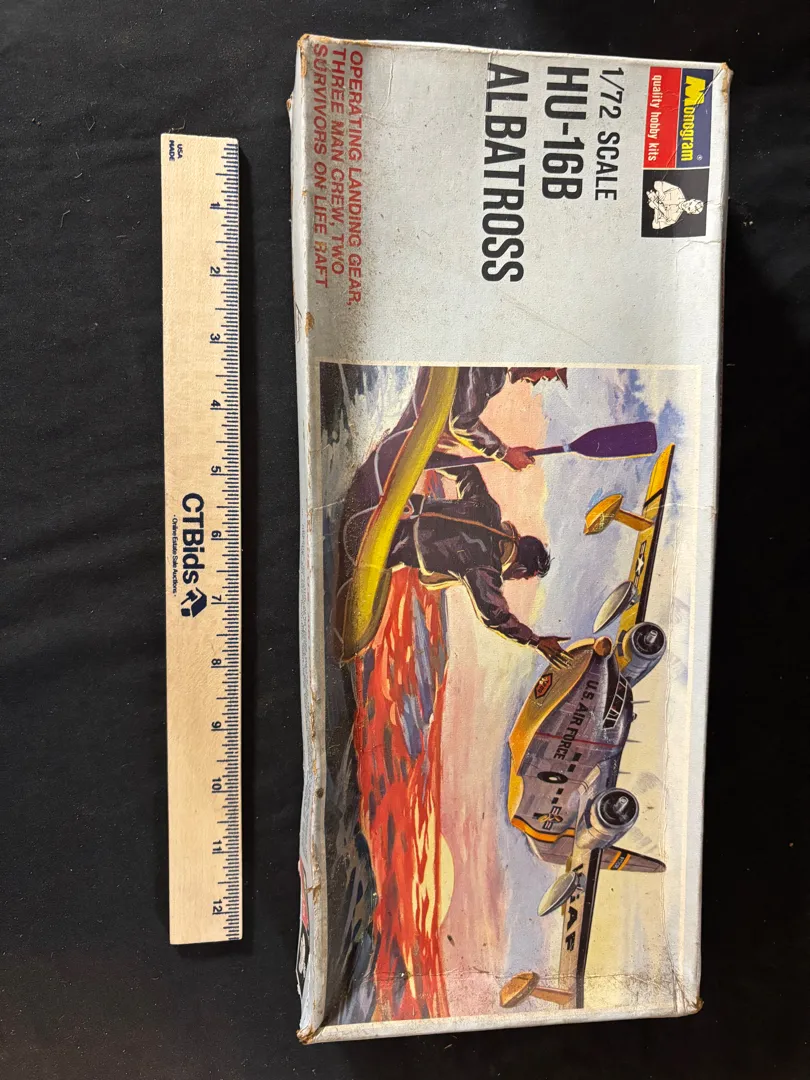 Monogram®
quality hobby kits
1/72 SCALE
HU-16B
ALBATROSS
OPERATING LANDING GEAR,
THREE MAN CREW, TWO
SURVIVORS ON LIFE RAFT
U.S. AIR FORCE
USAF
USA
MADE
1 2 3 4 5 6 7 8 9 10 11 12
CTBids
· Online Estate Sale Auctions ·